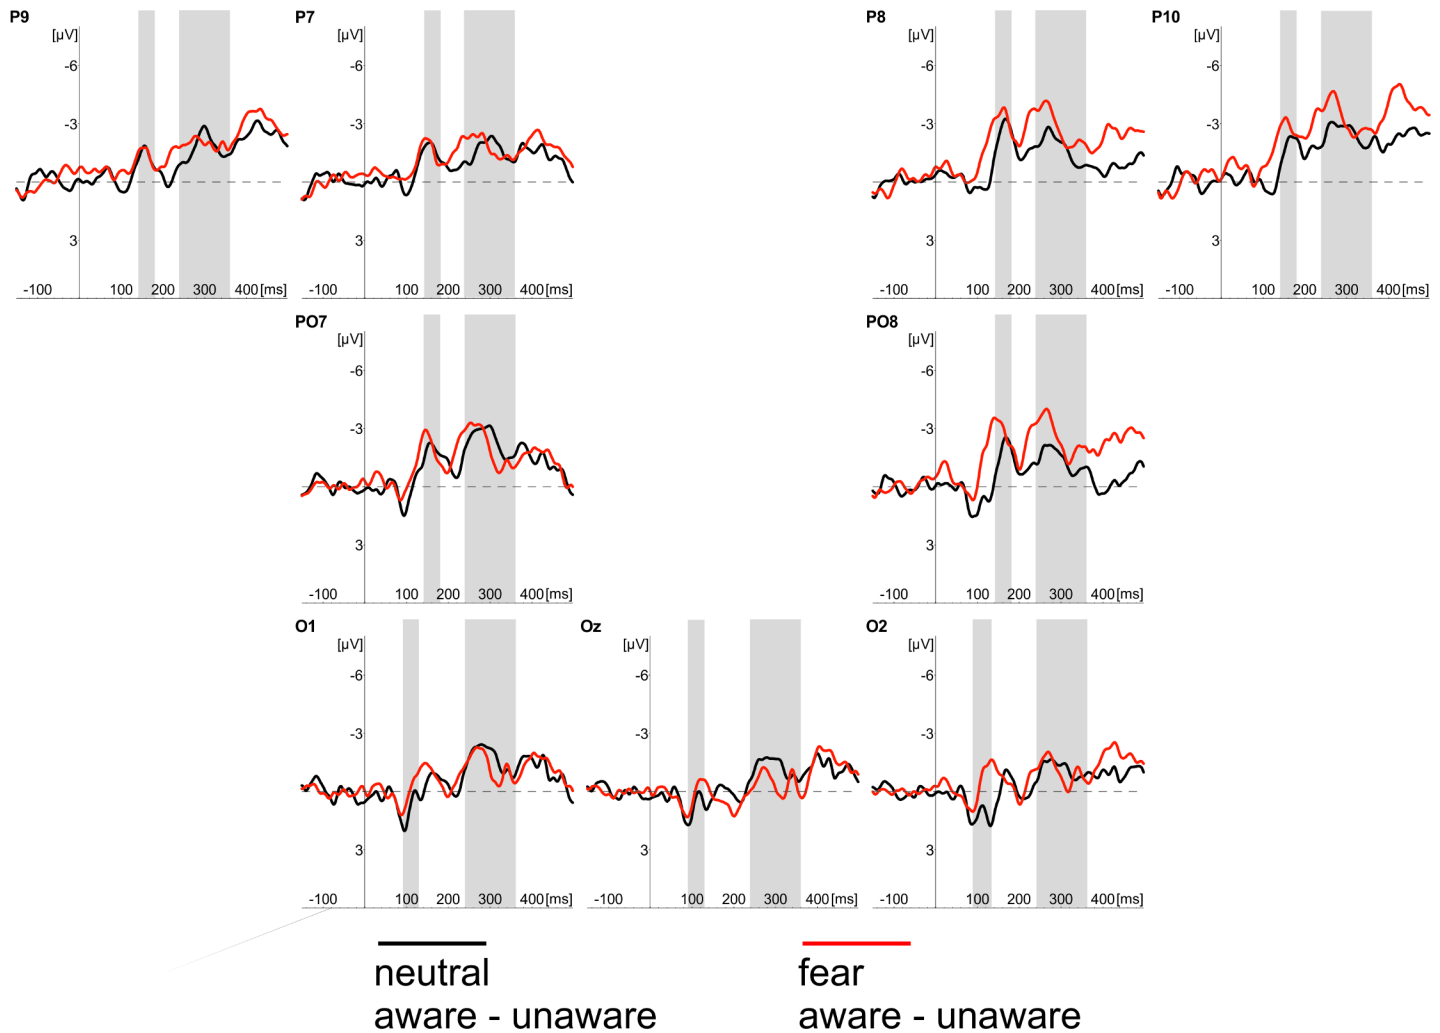 P9 P7 P8 P10
[µV] [µV] [µV] [µV]
-6 -6 -6 -6
-3 -3 -3 -3
3 3 3 3
-100 100 200 300 400 [ms] -100 100 200 300 400 [ms] -100 100 200 300 400 [ms] -100 100 200 300 400 [ms]
PO7 PO8
[µV] [µV]
-6 -6
-3 -3
3 3
-100 100 200 300 400 [ms] -100 100 200 300 400 [ms]
O1 Oz O2
[µV] [µV] [µV]
-6 -6 -6
-3 -3 -3
3 3 3
-100 100 200 300 400 [ms] -100 100 200 300 400 [ms] -100 100 200 300 400 [ms]
neutral fear
aware - unaware aware - unaware